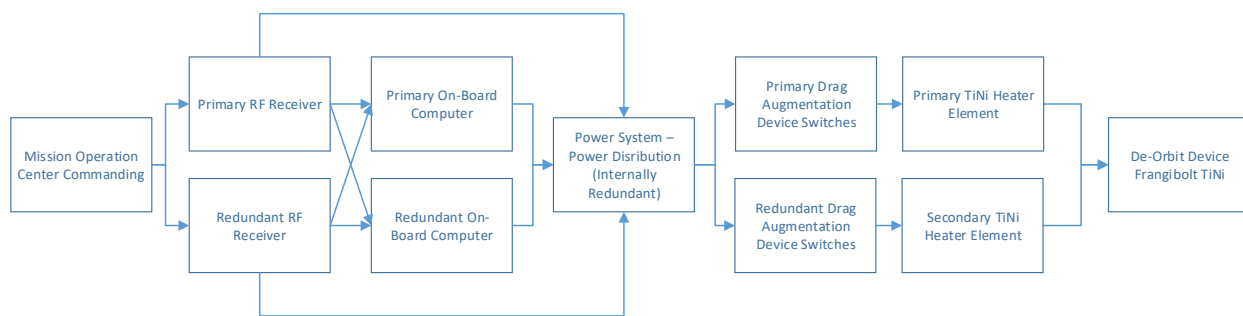 Mission Operation
Center Commanding
Primary RF Receiver
Redundant RF
Receiver
Primary On-Board
Computer
Redundant On-
Board Computer
Power System –
Power Disribution
(Internally
Redundant)
Primary Drag
Augmentation
Device Switches
Redundant Drag
Augmentation
Device Switches
Primary TiNi Heater
Element
Secondary TiNi
Heater Element
De-Orbit Device
Frangibolt TiNi